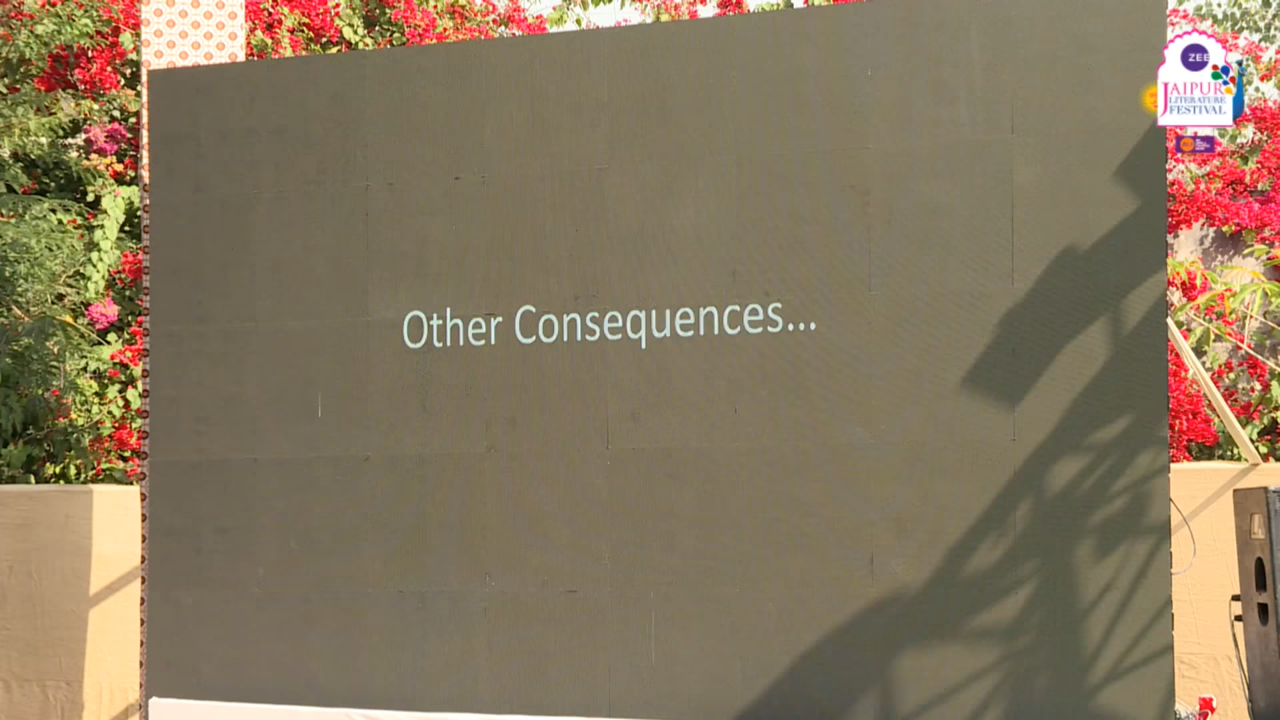 ZEE
JAIPUR
LITERATURE
FESTIVAL
Other Consequences...